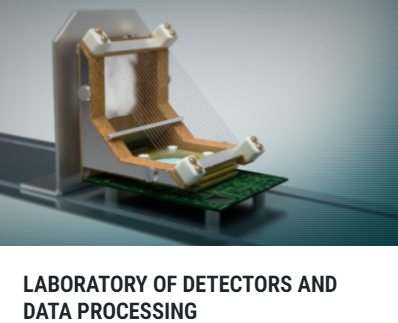 LABORATORY OF DETECTORS AND
DATA PROCESSING